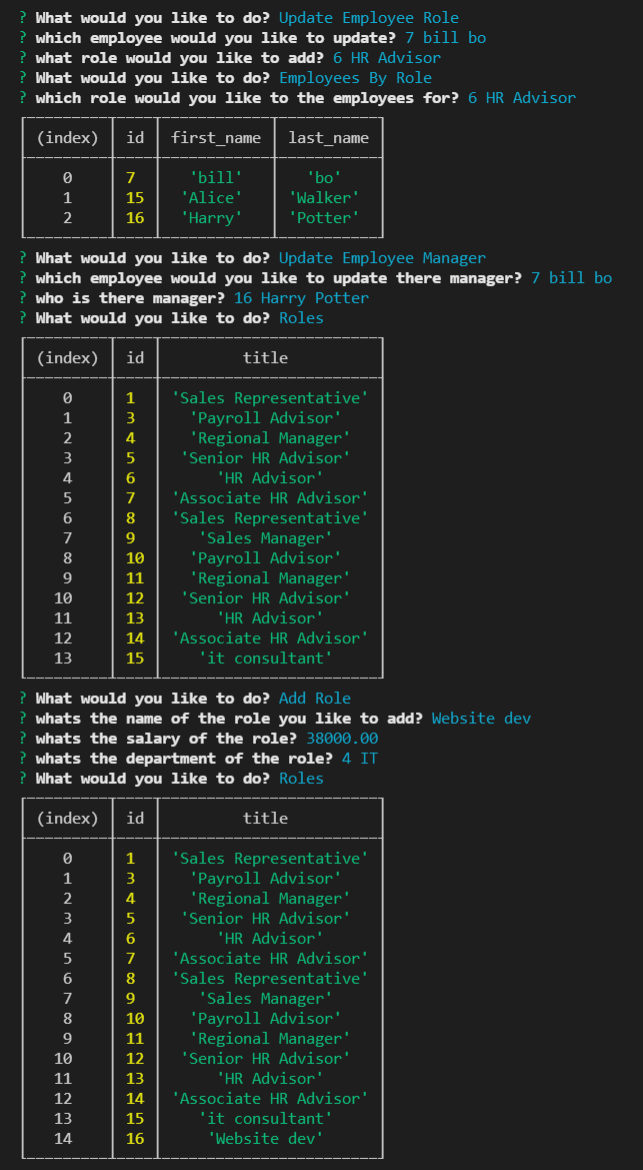 ? What would you like to do? Update Employee Role
? which employee would you like to update? 7 bill bo
? what role would you like to add? 6 HR Advisor
? What would you like to do? Employees By Role
? which role would you like to the employees for? 6 HR Advisor
(index) id first_name last_name
0 7 'bill' 'bo'
1 15 'Alice' 'Walker'
2 16 'Harry' 'Potter'
? What would you like to do? Update Employee Manager
? which employee would you like to update there manager? 7 bill bo
? who is there manager? 16 Harry Potter
? What would you like to do? Roles
(index) id title
0 1 'Sales Representative'
1 3 'Payroll Advisor'
2 4 'Regional Manager'
3 5 'Senior HR Advisor'
4 6 'HR Advisor'
5 7 'Associate HR Advisor'
6 8 'Sales Representative'
7 9 'Sales Manager'
8 10 'Payroll Advisor'
9 11 'Regional Manager'
10 12 'Senior HR Advisor'
11 13 'HR Advisor'
12 14 'Associate HR Advisor'
13 15 'it consultant'
? What would you like to do? Add Role
? whats the name of the role you like to add? Website dev
? whats the salary of the role? 38000.00
? whats the department of the role? 4 IT
? What would you like to do? Roles
(index) id title
0 1 'Sales Representative'
1 3 'Payroll Advisor'
2 4 'Regional Manager'
3 5 'Senior HR Advisor'
4 6 'HR Advisor'
5 7 'Associate HR Advisor'
6 8 'Sales Representative'
7 9 'Sales Manager'
8 10 'Payroll Advisor'
9 11 'Regional Manager'
10 12 'Senior HR Advisor'
11 13 'HR Advisor'
12 14 'Associate HR Advisor'
13 15 'it consultant'
14 16 'Website dev'